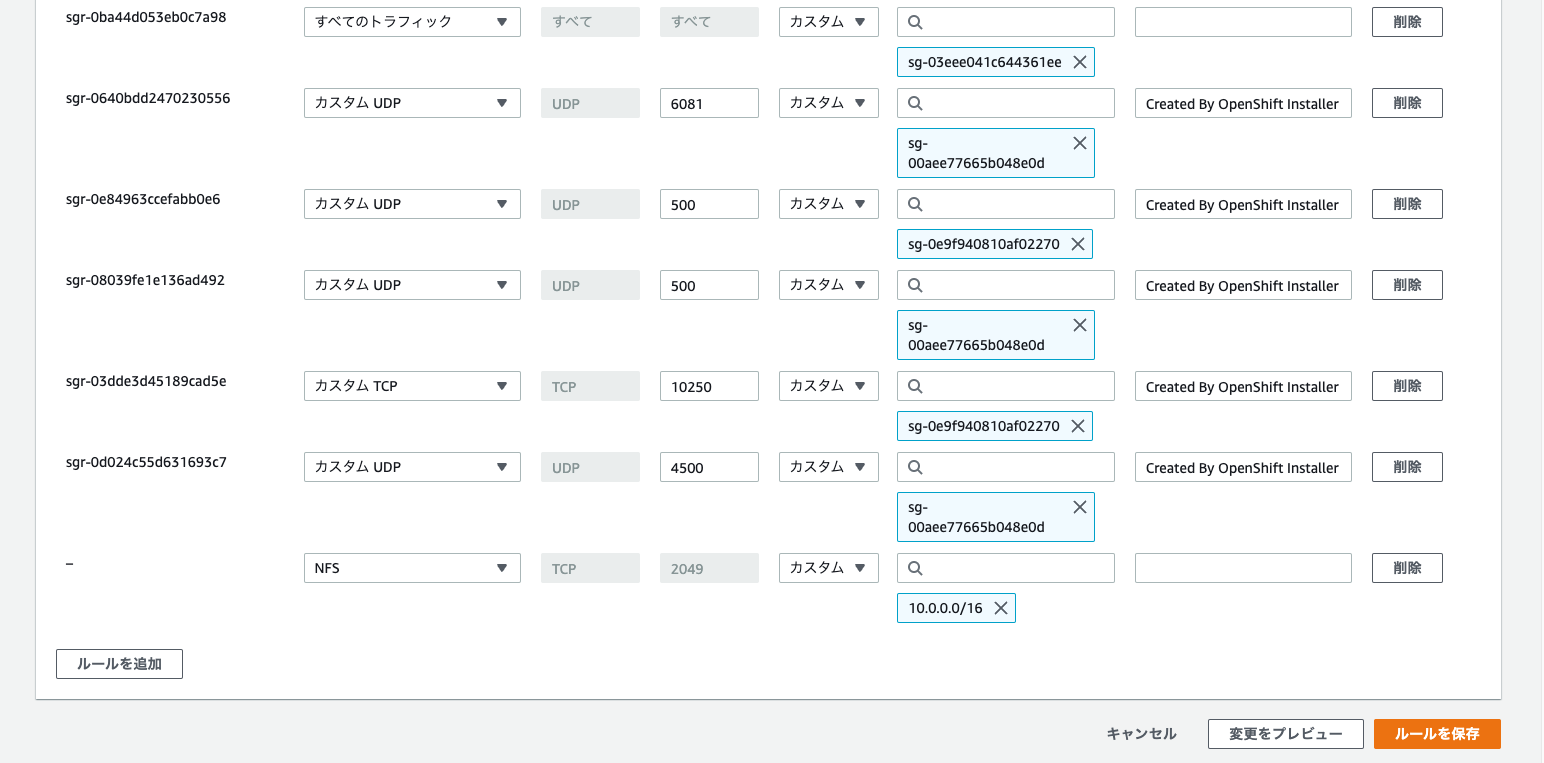 sgr-0ba44d053eb0c7a98 すべてのトラフィック すべて すべて カスタム 削除
sg-03eee041c644361ee
sgr-0640bdd2470230556 カスタム UDP UDP 6081 カスタム Created By OpenShift Installer 削除
sg-
00aee77665b048e0d
sgr-0e84963ccefabb0e6 カスタム UDP UDP 500 カスタム Created By OpenShift Installer 削除
sg-0e9f940810af02270
sgr-08039fe1e136ad492 カスタム UDP UDP 500 カスタム Created By OpenShift Installer 削除
sg-
00aee77665b048e0d
sgr-03dde3d45189cad5e カスタム TCP TCP 10250 カスタム Created By OpenShift Installer 削除
sg-0e9f940810af02270
sgr-0d024c55d631693c7 カスタム UDP UDP 4500 カスタム Created By OpenShift Installer 削除
sg-
00aee77665b048e0d
– NFS TCP 2049 カスタム 削除
10.0.0.0/16
ルールを追加
キャンセル 変更をプレビュー ルールを保存